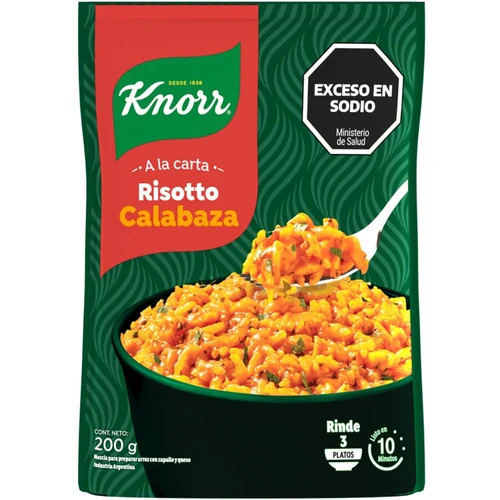 DESDE 1838
Knorr
A la carta
Risotto
Calabaza
EXCESO EN
SODIO
Ministerio
de Salud
Rinde
3
PLATOS
Listo en
10
Minutos
CONT. NETO:
200 g
Mezcla para preparar arroz con zapallo y queso
Industria Argentina